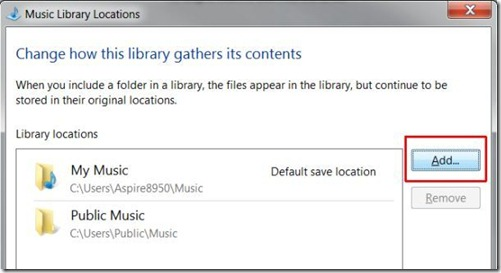 Music Library Locations
Change how this library gathers its contents
When you include a folder in a library, the files appear in the library, but continue to be
stored in their original locations.
Library locations
My Music
Default save location
C:\Users\Aspire8950\Music
Public Music
C:\Users\Public\Music
Add...
Remove